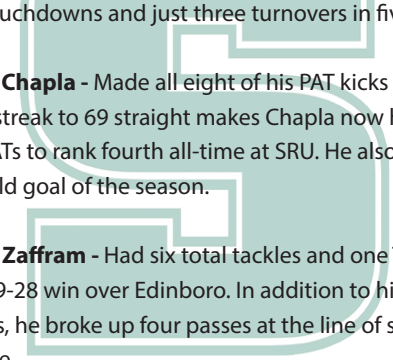 uchdowns and just three turnovers in fi
Chapla - Made all eight of his PAT kicks
streak to 69 straight makes Chapla now h
ATs to rank fourth all-time at SRU. He also
ld goal of the season.
Zaffram - Had six total tackles and one
9-28 win over Edinboro. In addition to hi
s, he broke up four passes at the line of s
e.